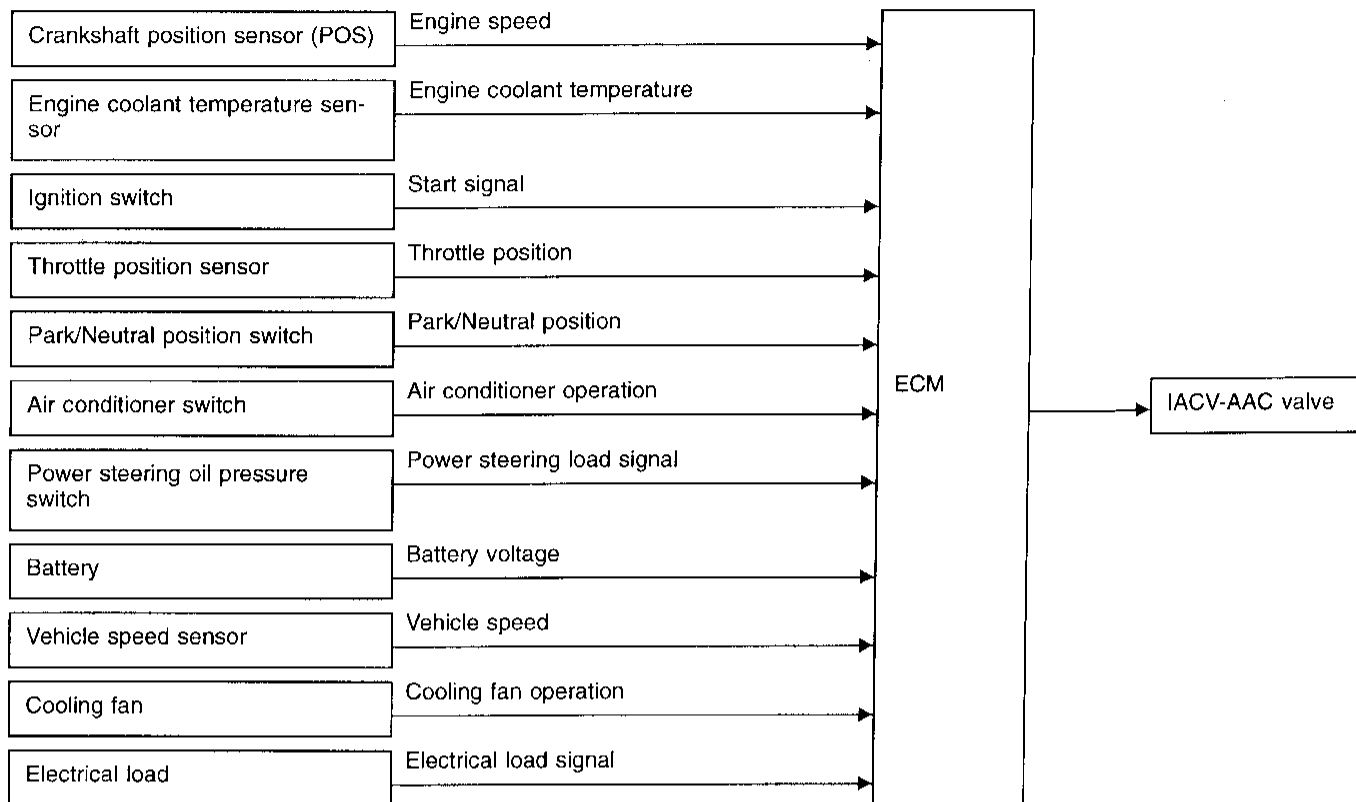 Crankshaft position sensor (POS)
Engine speed
Engine coolant temperature sen-
sor
Engine coolant temperature
Ignition switch
Start signal
Throttle position sensor
Throttle position
Park/Neutral position switch
Park/Neutral position
Air conditioner switch
Air conditioner operation
Power steering oil pressure
switch
Power steering load signal
Battery
Battery voltage
Vehicle speed sensor
Vehicle speed
Cooling fan
Cooling fan operation
Electrical load
Electrical load signal
ECM
IACV-AAC valve